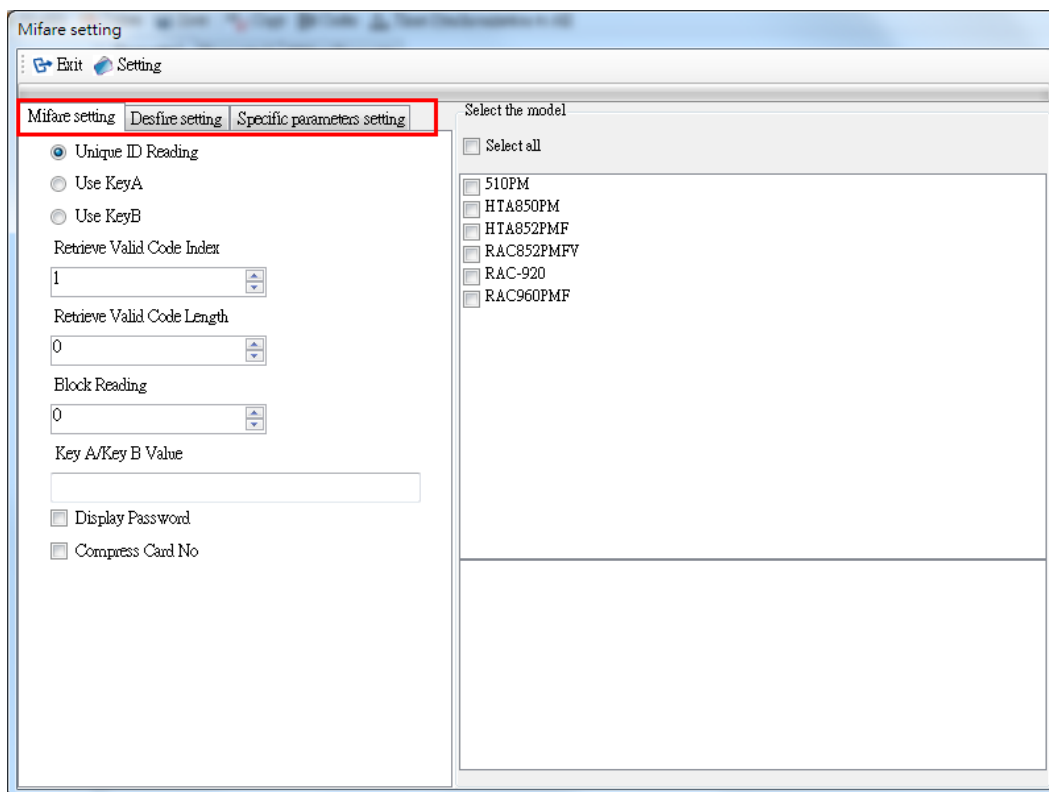 Mifare setting
Exit Setting
Mifare setting Desfire setting Specific parameters setting
Unique ID Reading
Use KeyA
Use KeyB
Retrieve Valid Code Index
1
Retrieve Valid Code Length
0
Block Reading
0
Key A/Key B Value
Display Password
Compress Card No
Select the model
Select all
510PM
HTA850PM
HTA852PMF
RAC852PMFV
RAC-920
RAC960PMF